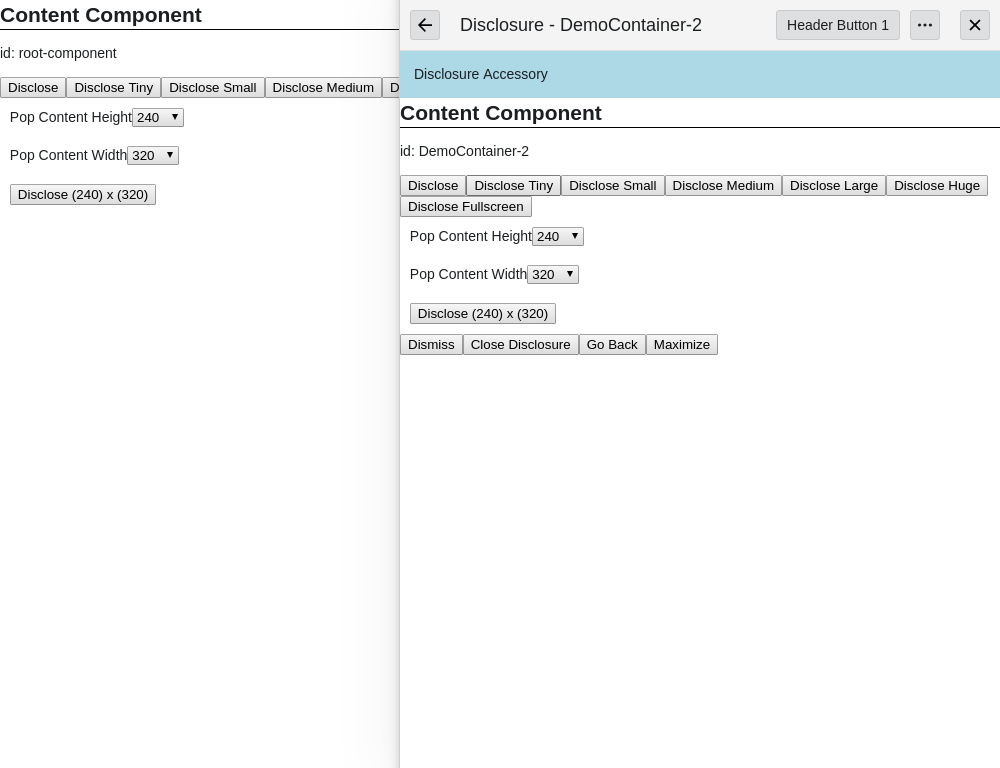 Content Component
id: root-component
Disclose Disclose Tiny Disclose Small Disclose Medium D
Pop Content Height 240
Pop Content Width 320
Disclose (240) x (320)
Disclosure - DemoContainer-2 Header Button 1
Disclosure Accessory
Content Component
id: DemoContainer-2
Disclose Disclose Tiny Disclose Small Disclose Medium Disclose Large Disclose Huge
Disclose Fullscreen
Pop Content Height 240
Pop Content Width 320
Disclose (240) x (320)
Dismiss Close Disclosure Go Back Maximize